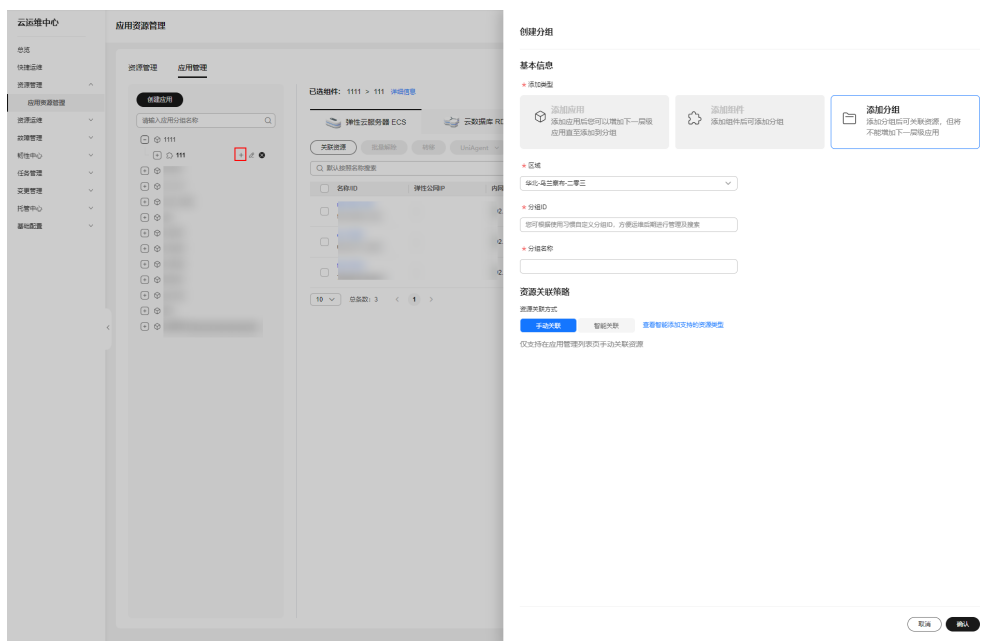 云运维中心
总览
快捷运维
资源管理
应用资源管理
资源运维
故障管理
韧性中心
任务管理
变更管理
托管中心
基础配置
应用资源管理
资源管理 应用管理
创建应用
请输入应用分组名称
1111
111
已选组件： 1111 > 111 详细信息
弹性云服务器 ECS 云数据库 RD
关联资源 批量解除 转移 UniAgent
默认按照名称搜索
名称/ID 弹性公网IP 内网
10 总条数：3 < 1 >
创建分组
基本信息
* 添加类型
添加应用
添加应用后您可以增加下一层级
应用直至添加到分组
添加组件
添加组件后可添加分组
添加分组
添加分组后可关联资源，但将
不能增加下一层级应用
* 区域
华北-乌兰察布-二零三
* 分组ID
您可根据使用习惯自定义分组ID，方便运维后期进行管理及搜索
* 分组名称
资源关联策略
资源关联方式
手动关联 智能关联 查看智能添加支持的资源类型
仅支持在应用管理列表页手动关联资源
取消 确认